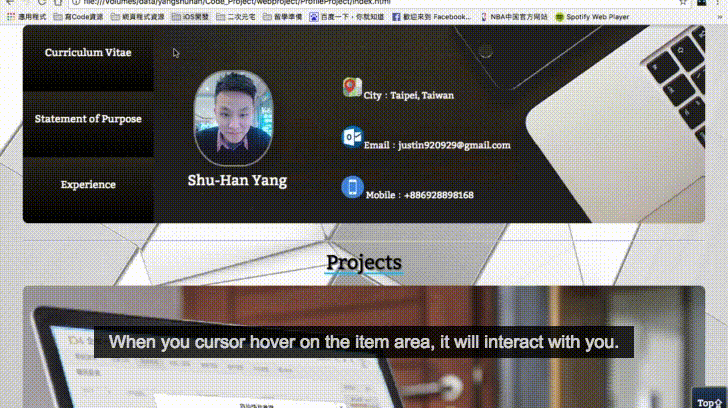 file:///Volumes/data/yangshuhan/Code_Project/webproject/ProfileProject/index.html
應用程式 寫Code資源 網頁程式資源 iOS開發 二次元宅 留學準備 百度一下，你就知道 歡迎來到 Facebook... NBA中国官方网站 Spotify Web Player
Curriculum Vitae
City : Taipei, Taiwan
Statement of Purpose
Email : justin920929@gmail.com
Shu-Han Yang
Experience
Mobile : +886928898168
Projects
When you cursor hover on the item area, it will interact with you.
Top